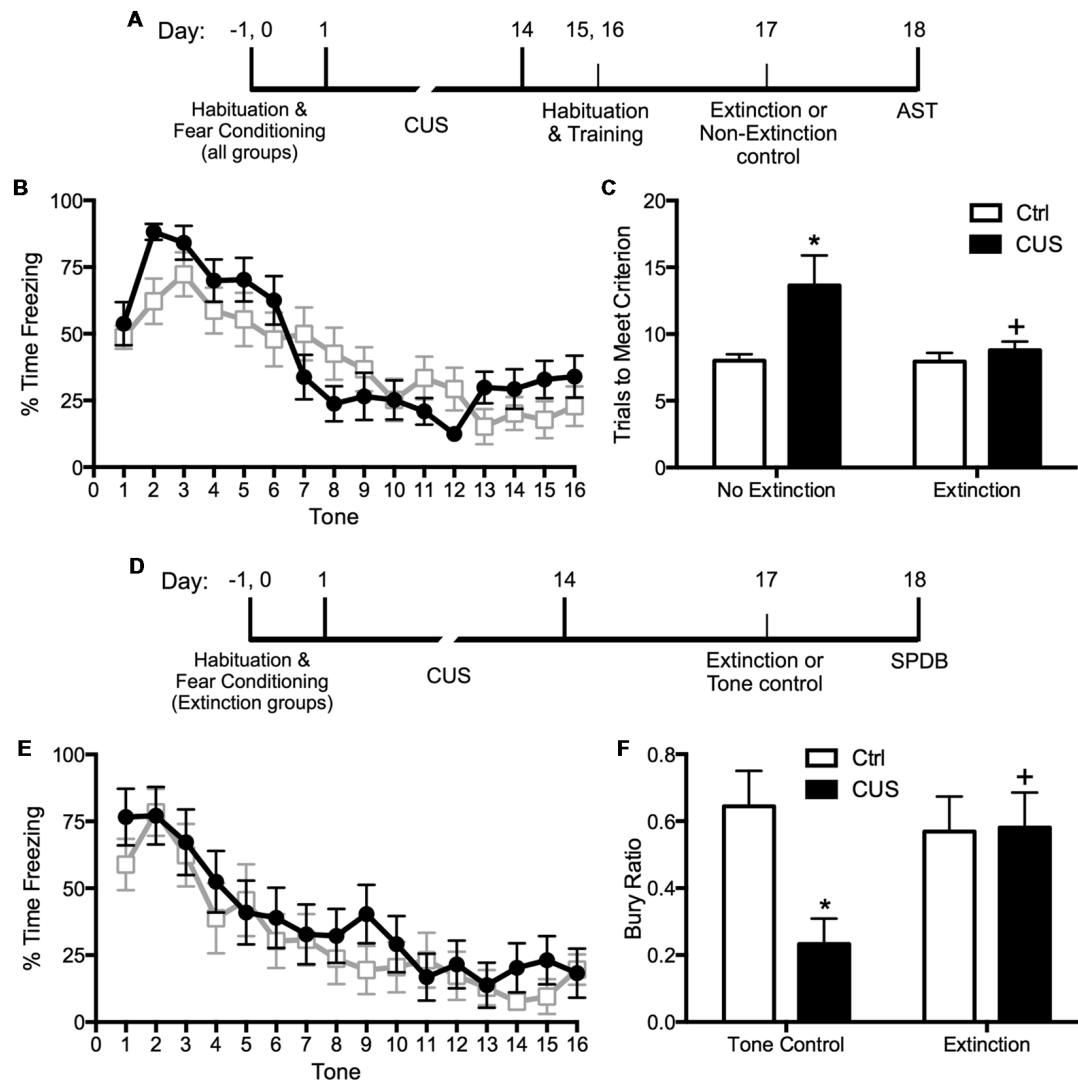 A
Day: -1, 0 1 14 15, 16 17 18
Habituation &
Fear Conditioning
(all groups)
CUS
Habituation
& Training
Extinction or
Non-Extinction
control
AST
B
% Time Freezing
100
75
50
25
0
0 1 2 3 4 5 6 7 8 9 10 11 12 13 14 15 16
Tone
C
Trials to Meet Criterion
20
15
10
5
0
Ctrl
CUS
*
+
No Extinction Extinction
D
Day: -1, 0 1 14 17 18
Habituation &
Fear Conditioning
(Extinction groups)
CUS
Extinction or
Tone control
SPDB
E
% Time Freezing
100
75
50
25
0
0 1 2 3 4 5 6 7 8 9 10 11 12 13 14 15 16
Tone
F
Bury Ratio
0.8
0.6
0.4
0.2
0.0
Ctrl
CUS
*
+
Tone Control Extinction